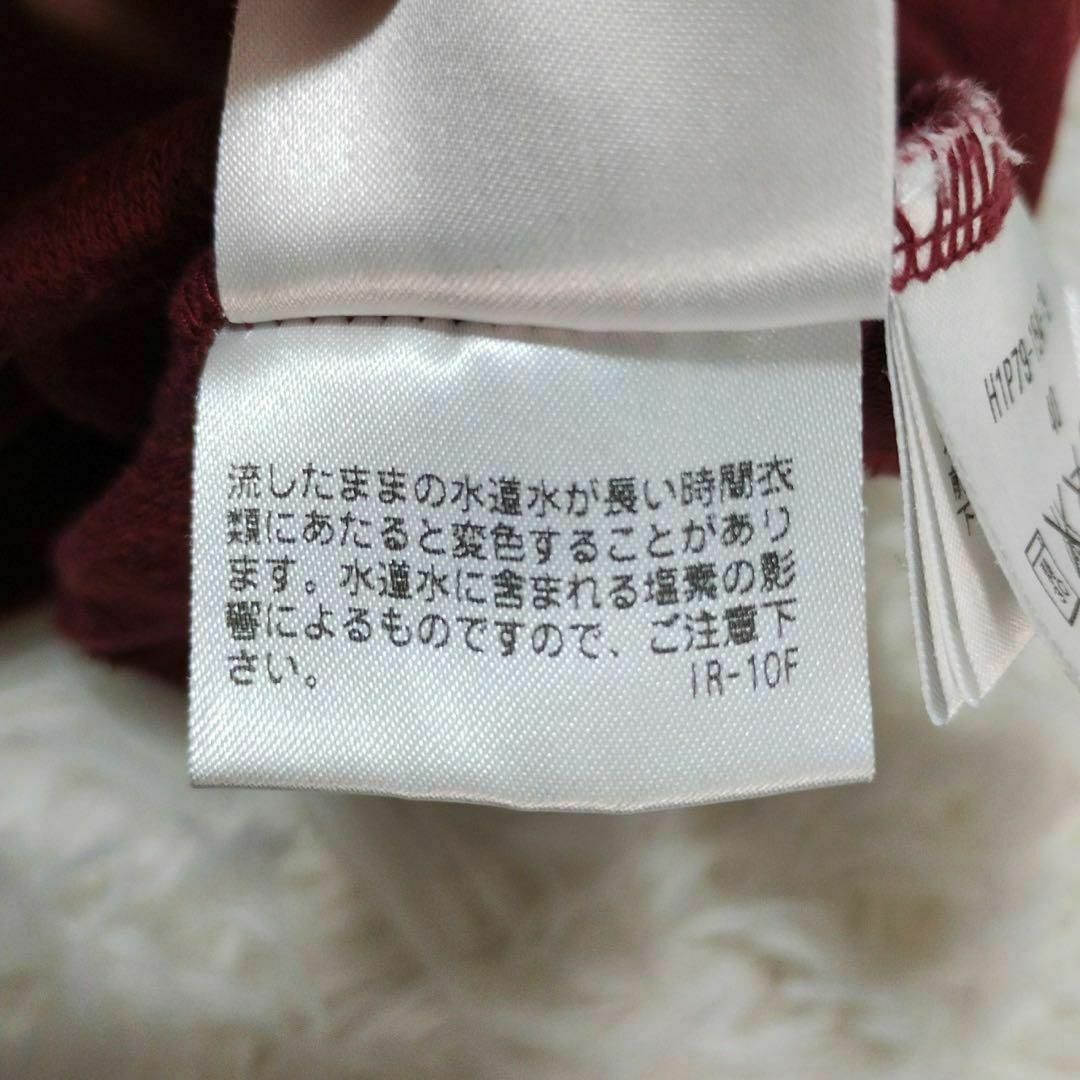 流したままの水道水が長い時間衣
類にあたると変色することがあり
ます。水道水に含まれる塩素の影
響によるものですので、ご注意下
さい。
IR-10F